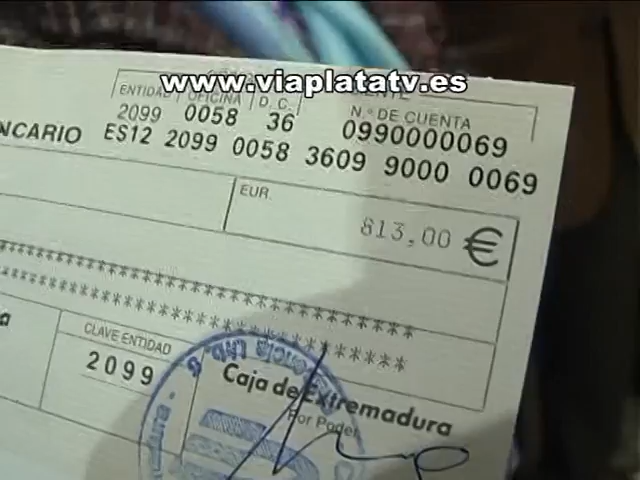 www.viaplatatv.es
ENTIDAD OFICINA D. C. N.º DE CUENTA
2099 0058 36 0990000069
NCARIO ES12 2099 0058 3609 9000 0069
EUR
813,00 €
*********************************
*********************************
CLAVE ENTIDAD
2099
Caja de Extremadura
Por Poder